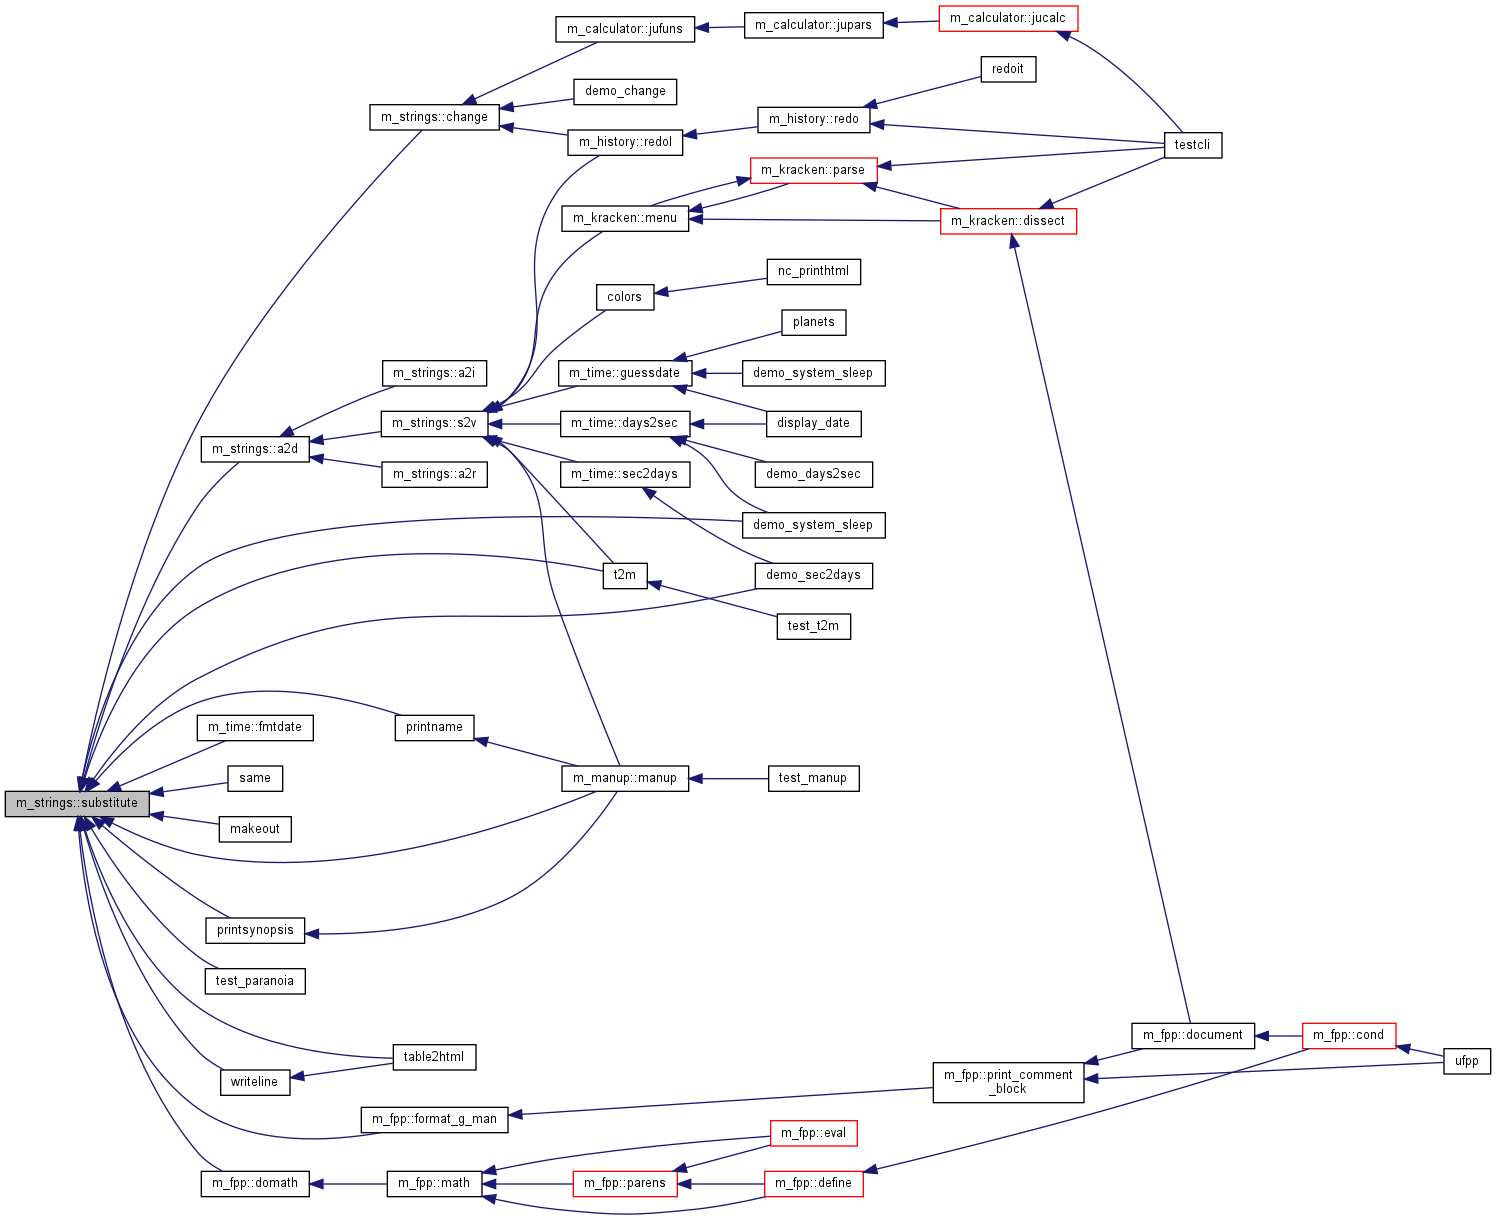 m_calculator::jufuns
m_calculator::jupars
m_calculator::jucalc
redoit
demo_change
m_strings::change
m_history::redo
m_history::redol
testcli
m_kracken::parse
m_kracken::menu
m_kracken::dissect
nc_printhtml
colors
planets
m_strings::a2i
m_time::guessdate
demo_system_sleep
m_strings::s2v
m_time::days2sec
display_date
m_strings::a2d
m_strings::a2r
m_time::sec2days
demo_days2sec
demo_system_sleep
t2m
demo_sec2days
test_t2m
m_time::fmtdate
printname
same
m_manup::manup
test_manup
m_strings::substitute
makeout
printsynopsis
test_paranoia
m_fpp::document
m_fpp::cond
table2html
ufpp
writeline
m_fpp::print_comment
_block
m_fpp::format_g_man
m_fpp::eval
m_fpp::domath
m_fpp::math
m_fpp::parens
m_fpp::define